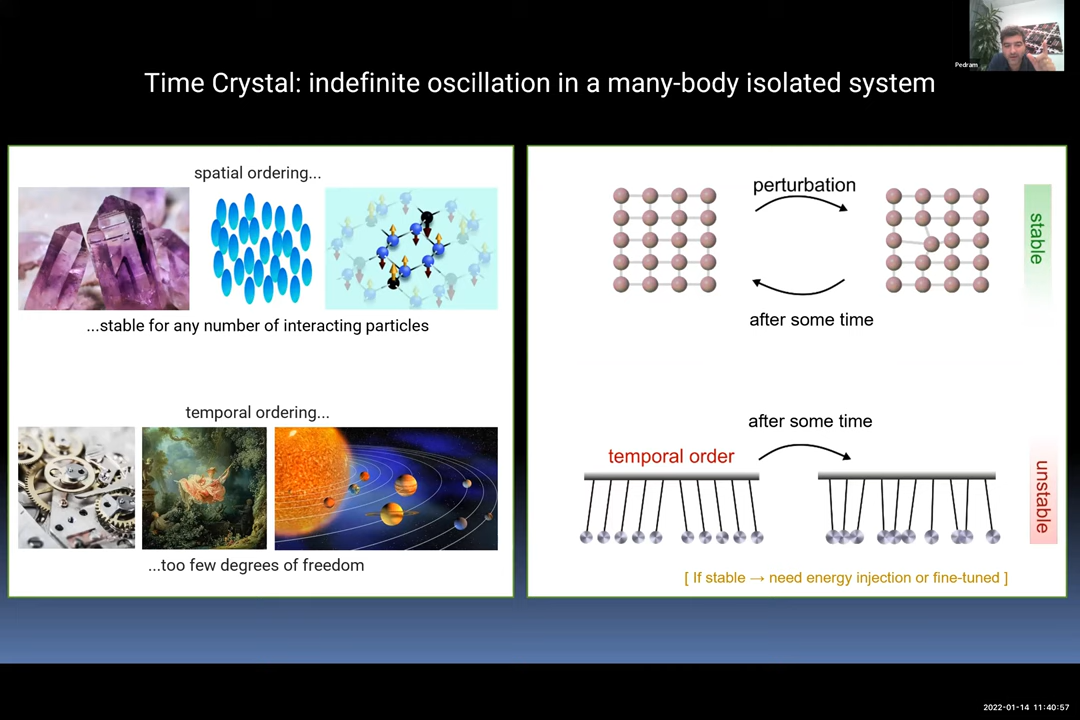 Pedram
Time Crystal: indefinite oscillation in a many-body isolated system
spatial ordering...
...stable for any number of interacting particles
temporal ordering...
...too few degrees of freedom
perturbation
after some time
stable
after some time
temporal order
unstable
[ If stable → need energy injection or fine-tuned ]
2022-01-14 11:40:57